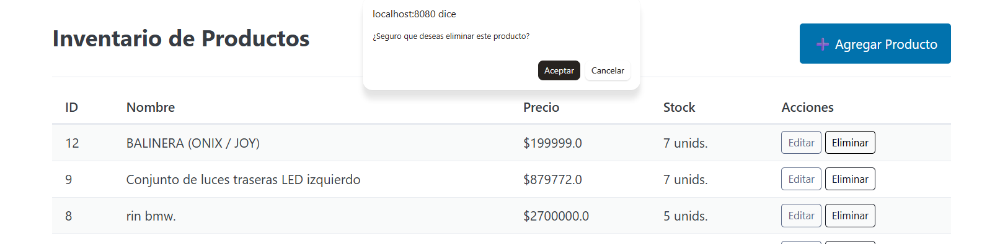 localhost:8080 dice
¿Seguro que deseas eliminar este producto?
Aceptar Cancelar
Inventario de Productos
➕ Agregar Producto
ID Nombre Precio Stock Acciones
12 BALINERA (ONIX / JOY) $199999.0 7 unids. Editar Eliminar
9 Conjunto de luces traseras LED izquierdo $879772.0 7 unids. Editar Eliminar
8 rin bmw. $2700000.0 5 unids. Editar Eliminar